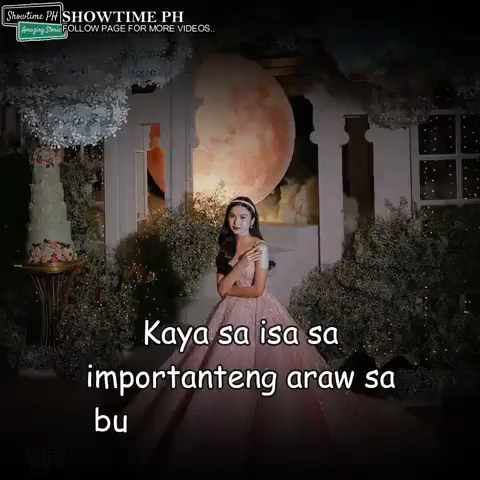 Showtime PH
Amazing Stories
SHOWTIME PH
FOLLOW PAGE FOR MORE VIDEOS..
Kaya sa isa sa
importanteng araw sa
bu